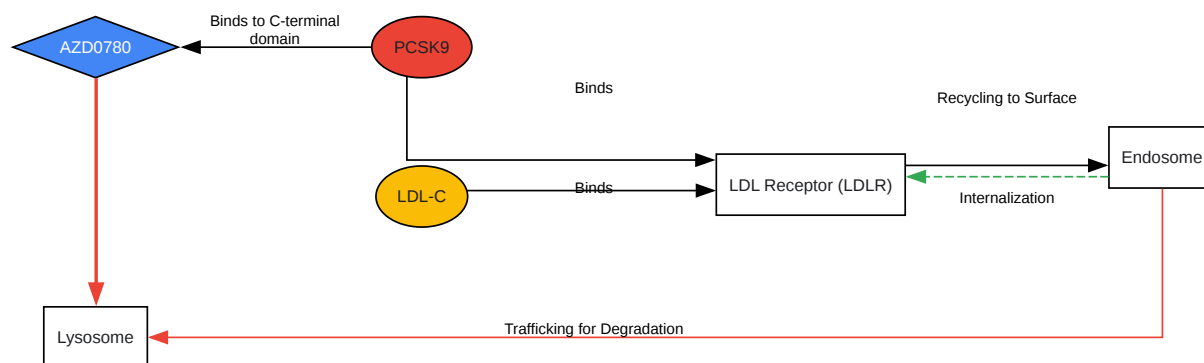 Binds to C-terminal
domain
AZD0780
PCSK9
Binds
Recycling to Surface
Endosome
LDL Receptor (LDLR)
Binds
LDL-C
Internalization
Trafficking for Degradation
Lysosome